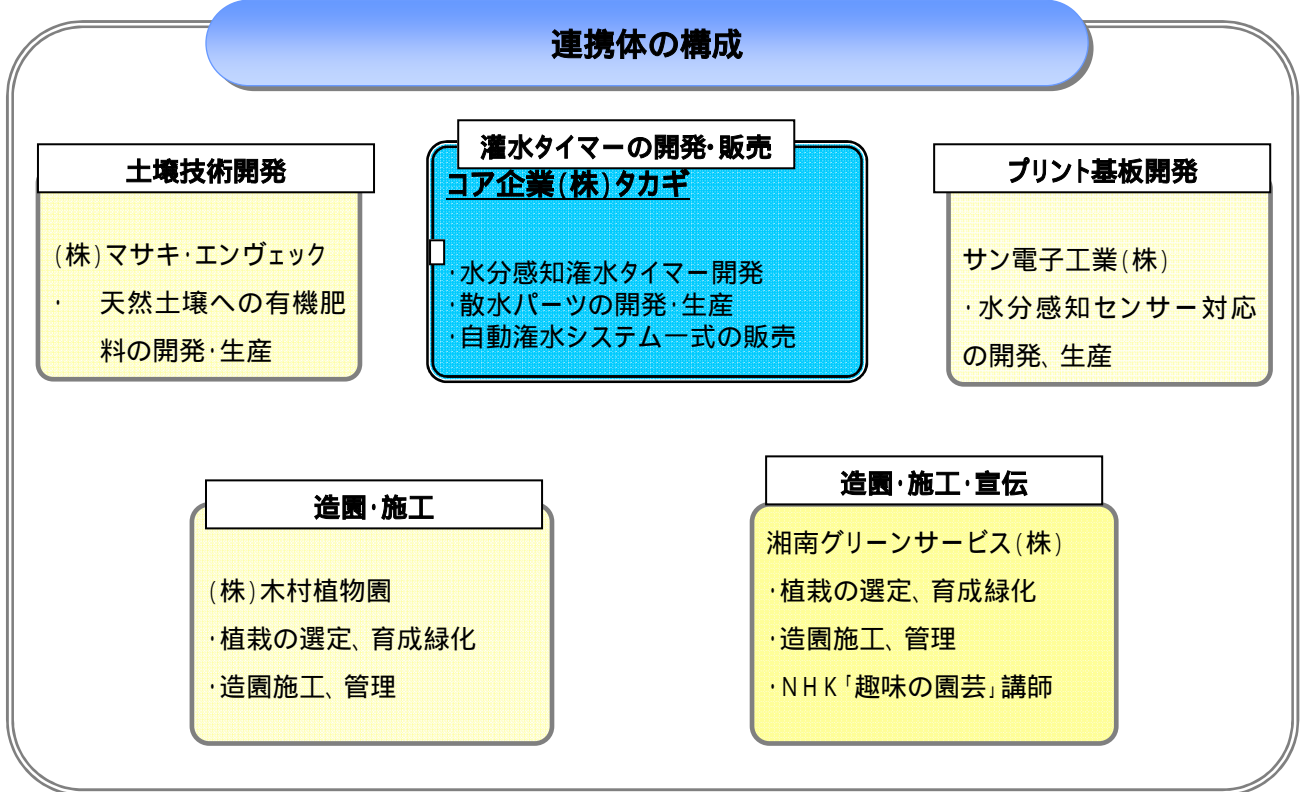 連携体の構成
土壌技術開発
(株)マサキ・エンヴェック
・ 天然土壌への有機肥
料の開発・生産
灌水タイマーの開発・販売
コア企業(株)タカギ
・水分感知潅水タイマー開発
・散水パーツの開発・生産
・自動潅水システム一式の販売
プリント基板開発
サン電子工業(株)
・水分感知センサー対応
の開発、生産
造園・施工
(株)木村植物園
・植栽の選定、育成緑化
・造園施工、管理
造園・施工・宣伝
湘南グリーンサービス(株)
・植栽の選定、育成緑化
・造園施工、管理
・NHK「趣味の園芸」講師